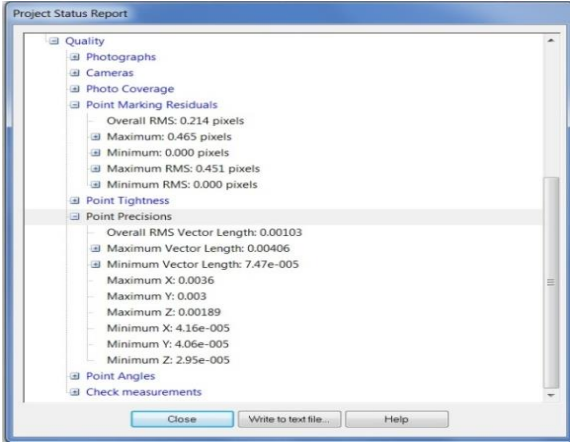 Project Status Report
Quality
Photographs
Cameras
Photo Coverage
Point Marking Residuals
Overall RMS: 0.214 pixels
Maximum: 0.465 pixels
Minimum: 0.000 pixels
Maximum RMS: 0.451 pixels
Minimum RMS: 0.000 pixels
Point Tightness
Point Precisions
Overall RMS Vector Length: 0.00103
Maximum Vector Length: 0.00406
Minimum Vector Length: 7.47e-005
Maximum X: 0.0036
Maximum Y: 0.003
Maximum Z: 0.00189
Minimum X: 4.16e-005
Minimum Y: 4.06e-005
Minimum Z: 2.95e-005
Point Angles
Check measurements
Close Write to text file... Help